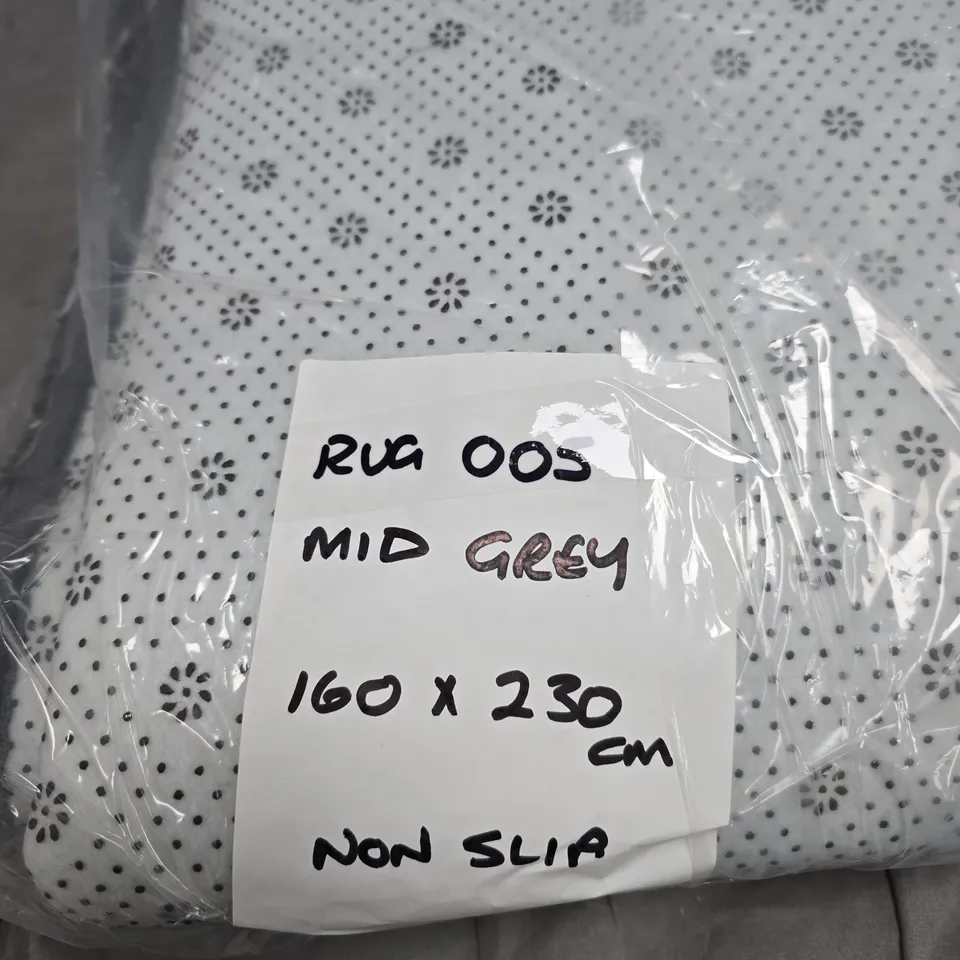 RUG 005
MID GREY
160 X 230
CM
NON SLIP